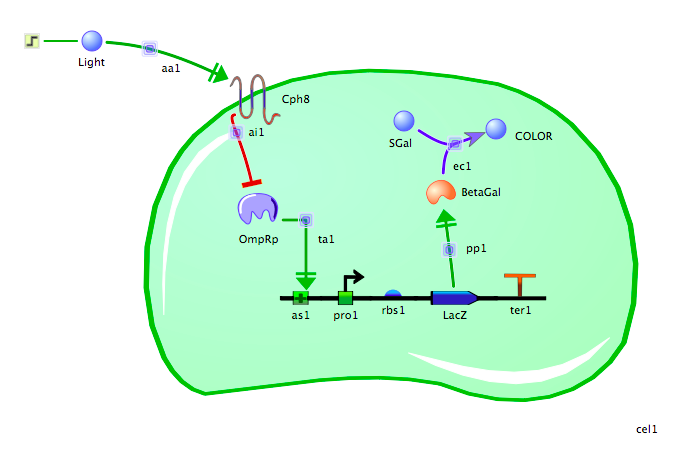 Light
aa1
Cph8
ai1
SGal
COLOR
ec1
BetaGal
OmpRp
ta1
pp1
as1
pro1
rbs1
LacZ
ter1
cel1